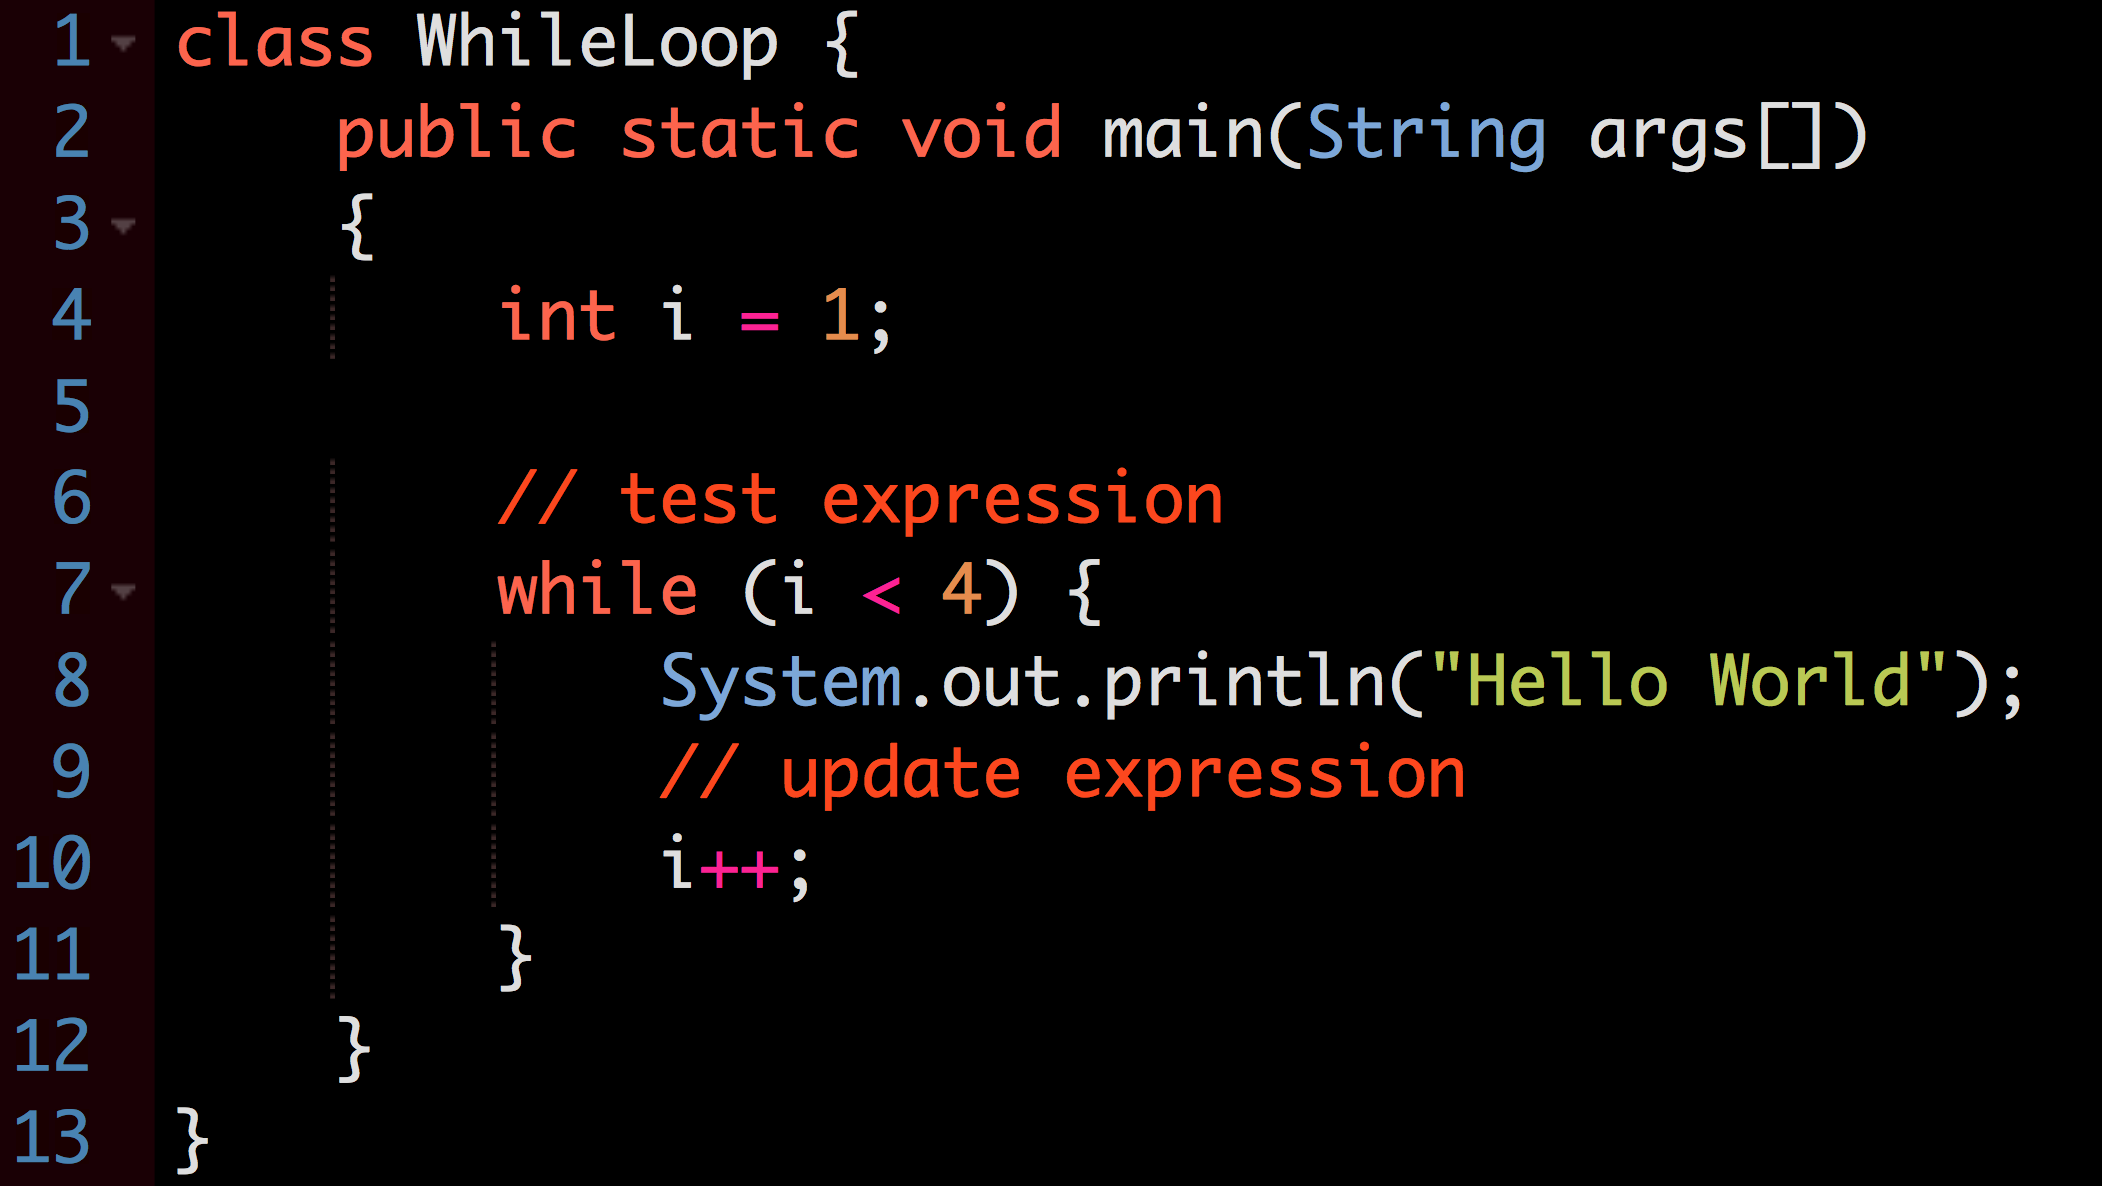 1 class WhileLoop {
2 public static void main(String args[])
3 {
4 int i = 1;
5
6 // test expression
7 while (i < 4) {
8 System.out.println("Hello World");
9 // update expression
10 i++;
11 }
12 }
13 }